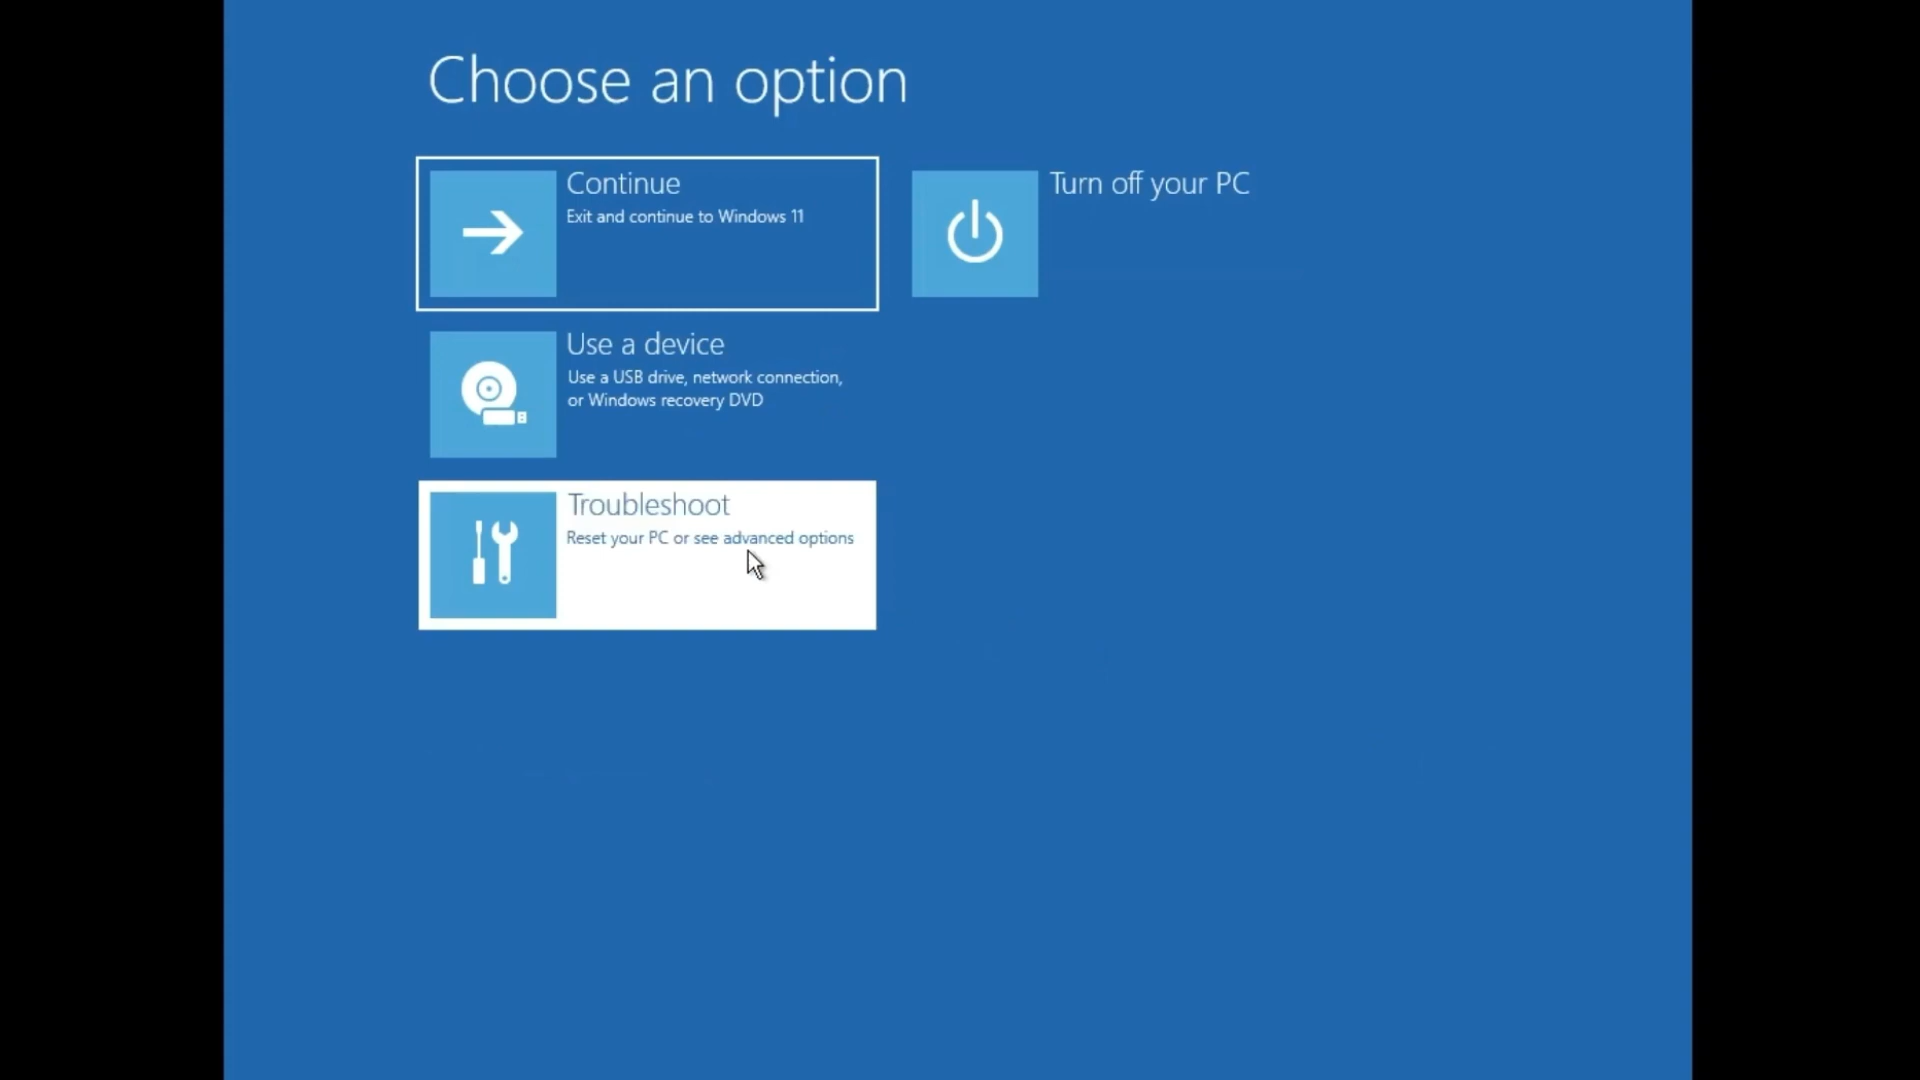 Choose an option
Continue
Exit and continue to Windows 11
Turn off your PC
Use a device
Use a USB drive, network connection,
or Windows recovery DVD
Troubleshoot
Reset your PC or see advanced options